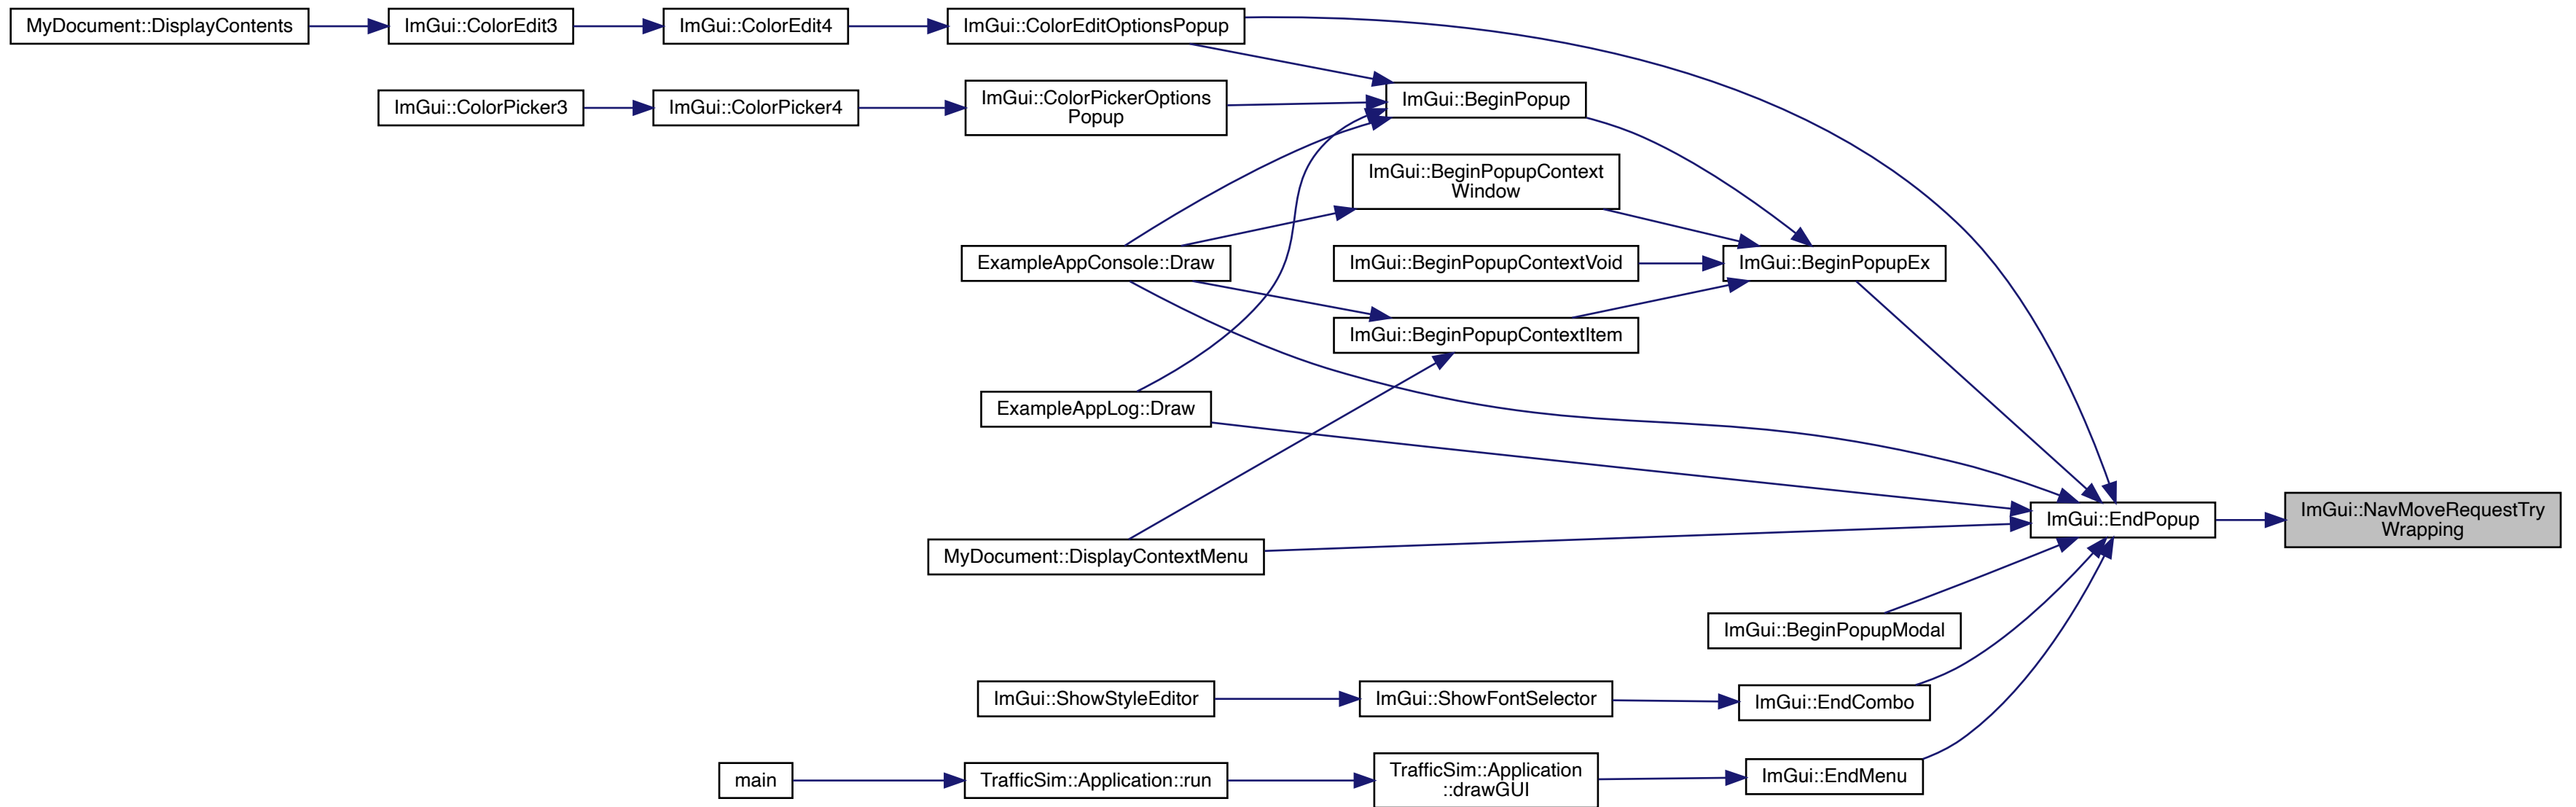 MyDocument::DisplayContents
ImGui::ColorEdit3
ImGui::ColorEdit4
ImGui::ColorEditOptionsPopup
ImGui::ColorPicker3
ImGui::ColorPicker4
ImGui::ColorPickerOptions
Popup
ImGui::BeginPopup
ImGui::BeginPopupContext
Window
ExampleAppConsole::Draw
ImGui::BeginPopupContextVoid
ImGui::BeginPopupEx
ImGui::BeginPopupContextItem
ExampleAppLog::Draw
ImGui::EndPopup
ImGui::NavMoveRequestTry
Wrapping
MyDocument::DisplayContextMenu
ImGui::BeginPopupModal
ImGui::ShowStyleEditor
ImGui::ShowFontSelector
ImGui::EndCombo
main
TrafficSim::Application::run
TrafficSim::Application
::drawGUI
ImGui::EndMenu